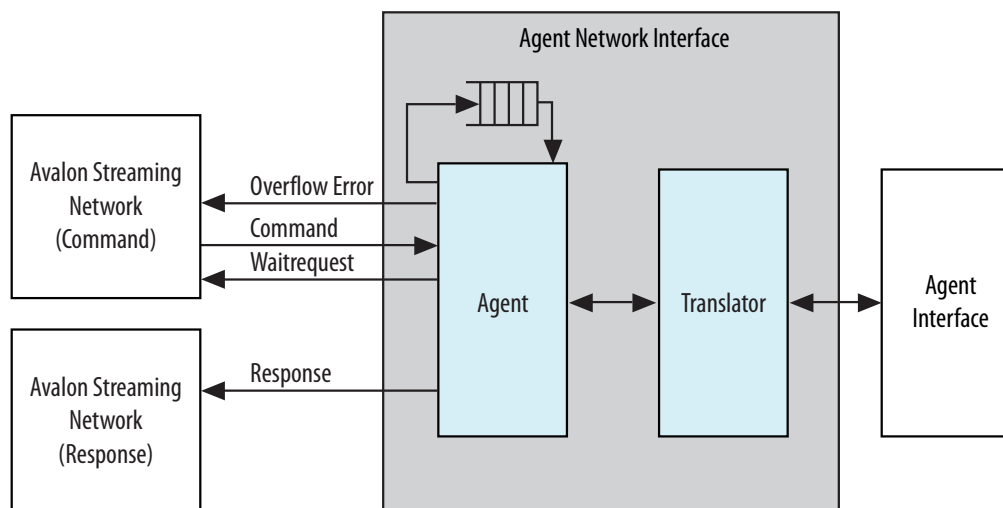 Agent Network Interface
Avalon Streaming
Network
(Command)
Overflow Error
Command
Waitrequest
Agent
Translator
Agent
Interface
Avalon Streaming
Network
(Response)
Response